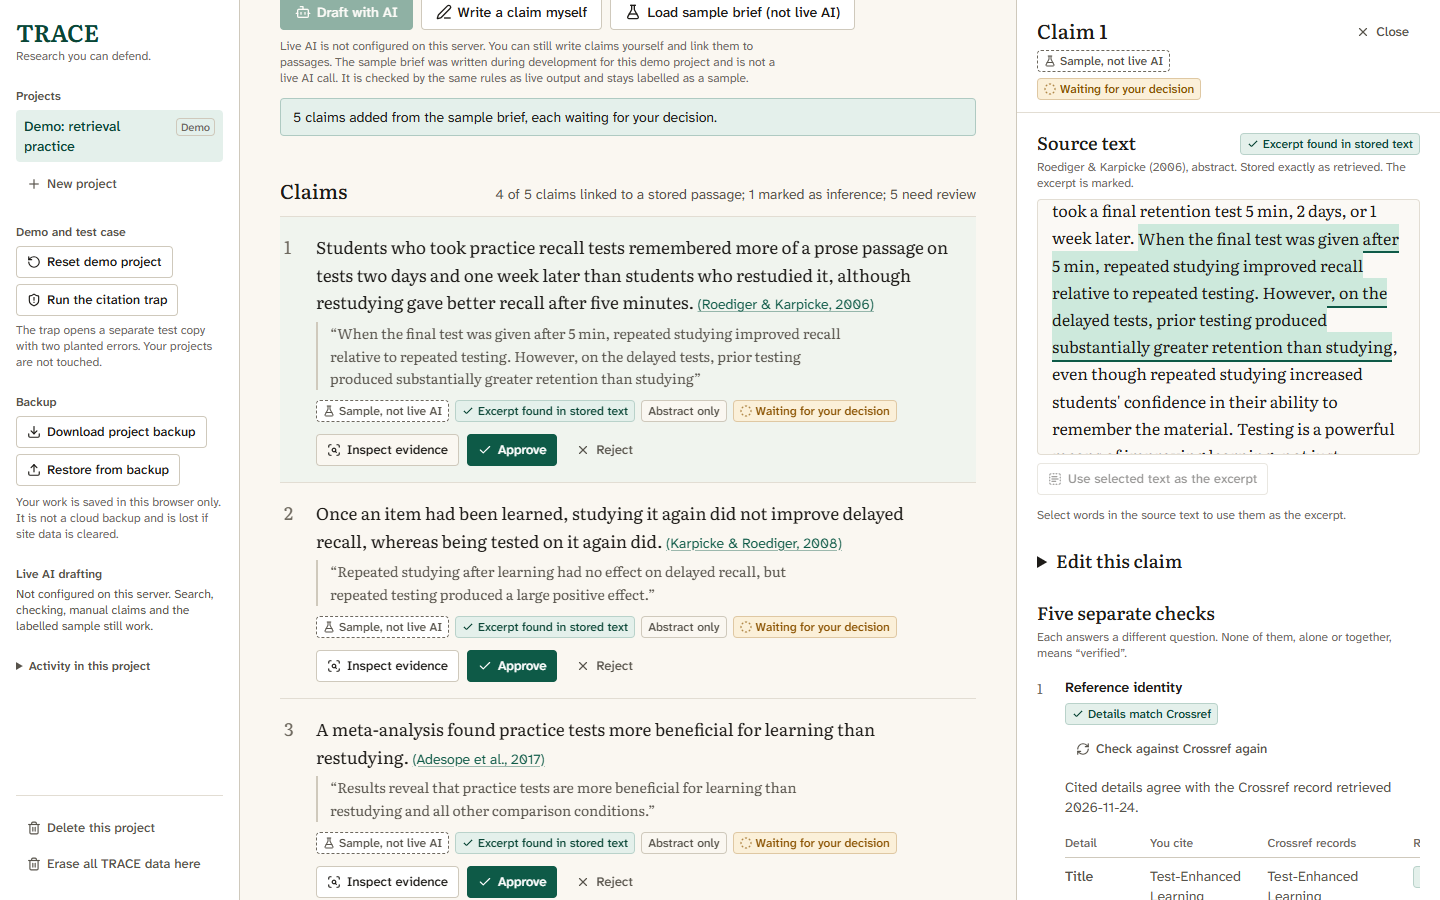 TRACE
Research you can defend.
Projects
Demo: retrieval
practice
Demo
New project
Demo and test case
Reset demo project
Run the citation trap
The trap opens a separate test copy
with two planted errors. Your projects
are not touched.
Backup
Download project backup
Restore from backup
Your work is saved in this browser only.
It is not a cloud backup and is lost if
site data is cleared.
Live AI drafting
Not configured on this server. Search,
checking, manual claims and the
labelled sample still work.
Activity in this project
Delete this project
Erase all TRACE data here
Draft with AI
Write a claim myself
Load sample brief (not live AI)
Live AI is not configured on this server. You can still write claims yourself and link them to
passages. The sample brief was written during development for this demo project and is not a
live AI call. It is checked by the same rules as live output and stays labelled as a sample.
5 claims added from the sample brief, each waiting for your decision.
Claims
4 of 5 claims linked to a stored passage; 1 marked as inference; 5 need review
1
Students who took practice recall tests remembered more of a prose passage on
tests two days and one week later than students who restudied it, although
restudying gave better recall after five minutes. (Roediger & Karpicke, 2006)
“When the final test was given after 5 min, repeated studying improved recall
relative to repeated testing. However, on the delayed tests, prior testing
produced substantially greater retention than studying”
Sample, not live AI
Excerpt found in stored text
Abstract only
Waiting for your decision
Inspect evidence
Approve
Reject
2
Once an item had been learned, studying it again did not improve delayed
recall, whereas being tested on it again did. (Karpicke & Roediger, 2008)
“Repeated studying after learning had no effect on delayed recall, but
repeated testing produced a large positive effect.”
Sample, not live AI
Excerpt found in stored text
Abstract only
Waiting for your decision
Inspect evidence
Approve
Reject
3
A meta-analysis found practice tests more beneficial for learning than
restudying. (Adesope et al., 2017)
“Results reveal that practice tests are more beneficial for learning than
restudying and all other comparison conditions.”
Sample, not live AI
Excerpt found in stored text
Abstract only
Waiting for your decision
Inspect evidence
Approve
Reject
Claim 1
Close
Sample, not live AI
Waiting for your decision
Source text
Excerpt found in stored text
Roediger & Karpicke (2006), abstract. Stored exactly as retrieved. The
excerpt is marked.
took a final retention test 5 min, 2 days, or 1
week later. When the final test was given after
5 min, repeated studying improved recall
relative to repeated testing. However, on the
delayed tests, prior testing produced
substantially greater retention than studying,
even though repeated studying increased
students' confidence in their ability to
remember the material. Testing is a powerful
Use selected text as the excerpt
Select words in the source text to use them as the excerpt.
Edit this claim
Five separate checks
Each answers a different question. None of them, alone or together,
means “verified”.
1
Reference identity
Details match Crossref
Check against Crossref again
Cited details agree with the Crossref record retrieved
2026-11-24.
Detail
You cite
Crossref records
Title
Test-Enhanced
Learning
Test-Enhanced
Learning